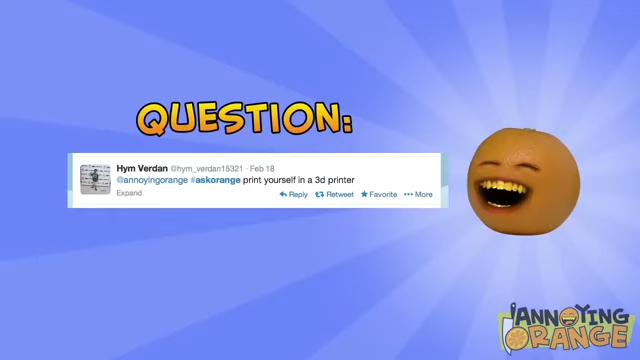 QUESTION:
Hym Verdan @hym_verdan15321 · Feb 18
@annoyingorange #askorange print yourself in a 3d printer
Expand
Reply Retweet Favorite More
ANNOYING
ORANGE